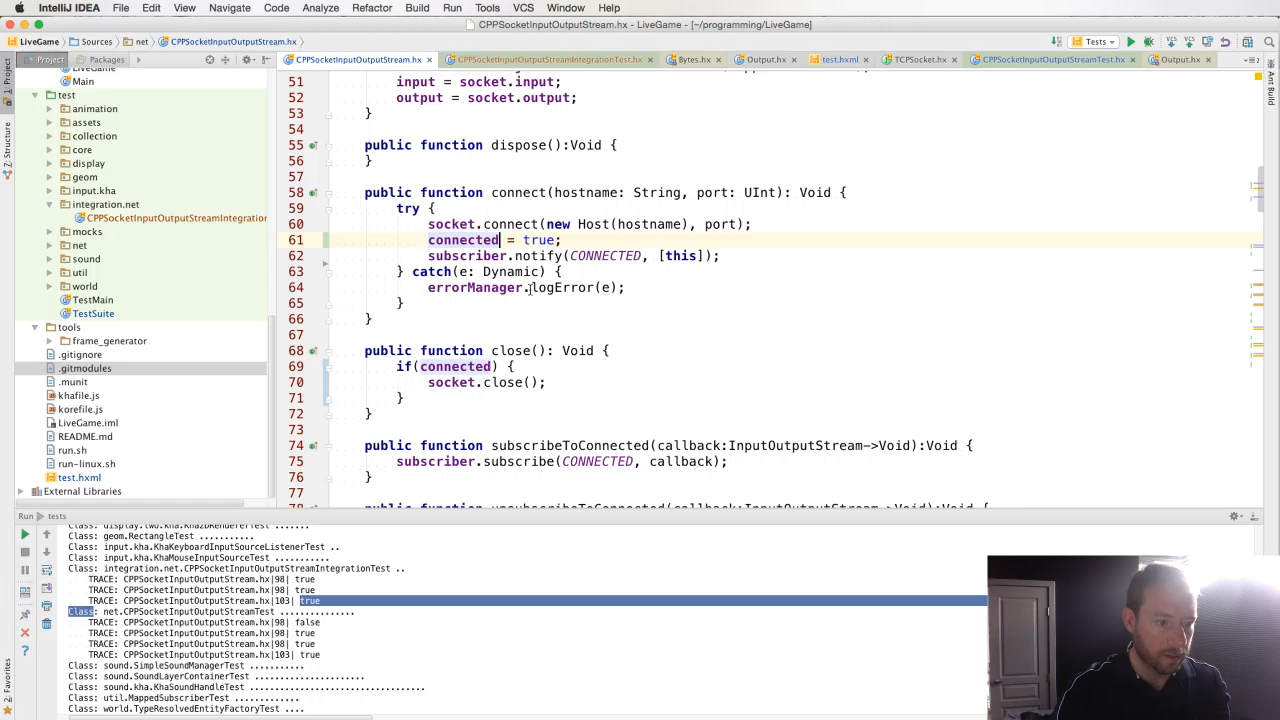 IntelliJ IDEA File Edit View Navigate Code Analyze Refactor Build Run Tools VCS Window Help
CPPSocketInputOutputStream.hx - LiveGame - [~/programming/LiveGame]
LiveGame Sources net CPPSocketInputOutputStream.hx Tests
Project Packages CPPSocketInputOutputStream.hx CPPSocketInputOutputStreamIntegrationTest.hx Bytes.hx Output.hx test.hxml TCPSocket.hx CPPSocketInputOutputStreamTest.hx Output.hx
1: Project
7: Structure
2: Favorites
Ant Build
LiveGame
Main
test
animation
assets
collection
core
display
geom
input.kha
integration.net
CPPSocketInputOutputStreamIntegration
mocks
net
sound
util
world
TestMain
TestSuite
tools
frame_generator
.gitignore
.gitmodules
.munit
khafile.js
korefile.js
LiveGame.iml
README.md
run.sh
run-linux.sh
test.hxml
External Libraries
51 input = socket.input;
52 output = socket.output;
53 }
54
55 public function dispose():Void {
56 }
58 public function connect(hostname: String, port: UInt): Void {
59 try {
60 socket.connect(new Host(hostname), port);
61 connected = true;
62 subscriber.notify(CONNECTED, [this]);
63 } catch(e: Dynamic) {
64 errorManager.logError(e);
65 }
66 }
67
68 public function close(): Void {
69 if(connected) {
70 socket.close();
71 }
72 }
73
74 public function subscribeToConnected(callback:InputOutputStream->Void):Void {
75 subscriber.subscribe(CONNECTED, callback);
76 }
77
78 public function unsubscribeToConnected(callback:InputOutputStream->Void):Void {
Run tests
Class: display.two.kha.Kha2DRendererTest .......
Class: geom.RectangleTest ...........
Class: input.kha.KhaKeyboardInputSourceListenerTest ..
Class: input.kha.KhaMouseInputSourceTest ...........
Class: integration.net.CPPSocketInputOutputStreamIntegrationTest ..
TRACE: CPPSocketInputOutputStream.hx|98| true
TRACE: CPPSocketInputOutputStream.hx|98| true
TRACE: CPPSocketInputOutputStream.hx|103| true
Class: net.CPPSocketInputOutputStreamTest ..............
TRACE: CPPSocketInputOutputStream.hx|98| false
TRACE: CPPSocketInputOutputStream.hx|98| true
TRACE: CPPSocketInputOutputStream.hx|98| true
TRACE: CPPSocketInputOutputStream.hx|103| true
Class: sound.SimpleSoundManagerTest ...........
Class: sound.SoundLayerContainerTest ......................
Class: sound.kha.KhaSoundHandleTest ...................................
Class: util.MappedSubscriberTest ............
Class: world.TypeResolvedEntityFactoryTest ....